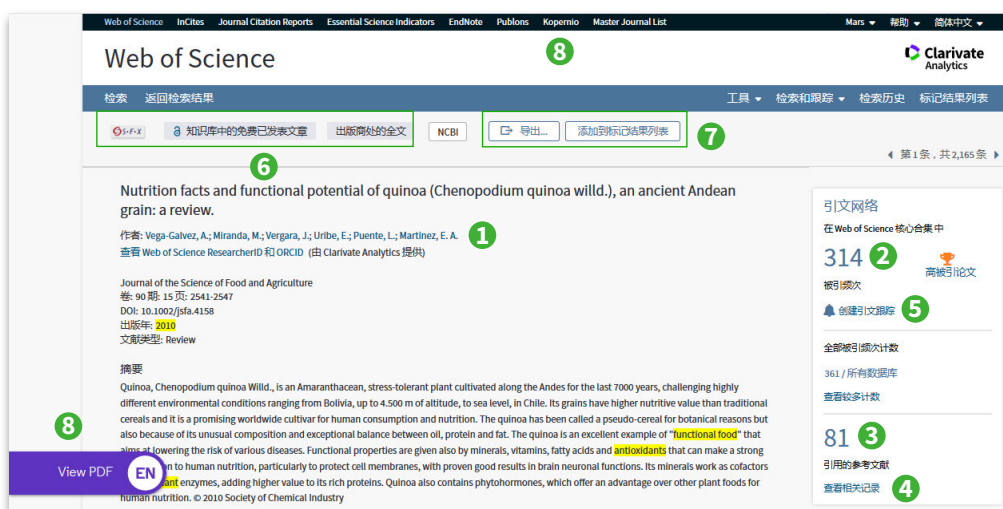 Web of Science InCites Journal Citation Reports Essential Science Indicators EndNote Publons Kopernio Master Journal List Mars 帮助 简体中文
8
Web of Science
Clarivate
Analytics
检索 返回检索结果 工具 检索和跟踪 检索历史 标记结果列表
S·F·X 知识库中的免费已发表文章 出版商处的全文 NCBI 导出... 添加到标记结果列表 7
6
第1条，共2,165条
Nutrition facts and functional potential of quinoa (Chenopodium quinoa willd.), an ancient Andean
grain: a review.
作者: Vega-Galvez, A.; Miranda, M.; Vergara, J.; Uribe, E.; Puente, L.; Martinez, E. A. 1
查看 Web of Science ResearcherID 和 ORCID (由 Clarivate Analytics 提供)
Journal of the Science of Food and Agriculture
卷: 90 期: 15 页: 2541-2547
DOI: 10.1002/jsfa.4158
出版年: 2010
文献类型: Review
摘要
Quinoa, Chenopodium quinoa Willd., is an Amaranthacean, stress-tolerant plant cultivated along the Andes for the last 7000 years, challenging highly
different environmental conditions ranging from Bolivia, up to 4.500 m of altitude, to sea level, in Chile. Its grains have higher nutritive value than traditional
cereals and it is a promising worldwide cultivar for human consumption and nutrition. The quinoa has been called a pseudo-cereal for botanical reasons but
also because of its unusual composition and exceptional balance between oil, protein and fat. The quinoa is an excellent example of "functional food" that
aims at lowering the risk of various diseases. Functional properties are given also by minerals, vitamins, fatty acids and antioxidants that can make a strong
on to human nutrition, particularly to protect cell membranes, with proven good results in brain neuronal functions. Its minerals work as cofactors
ant enzymes, adding higher value to its rich proteins. Quinoa also contains phytohormones, which offer an advantage over other plant foods for
human nutrition. © 2010 Society of Chemical Industry
8
View PDF EN
引文网络
在 Web of Science 核心合集中
314 2
高被引论文
被引频次
创建引文跟踪 5
全部被引频次计数
361 / 所有数据库
查看较多计数
81 3
引用的参考文献
查看相关记录 4